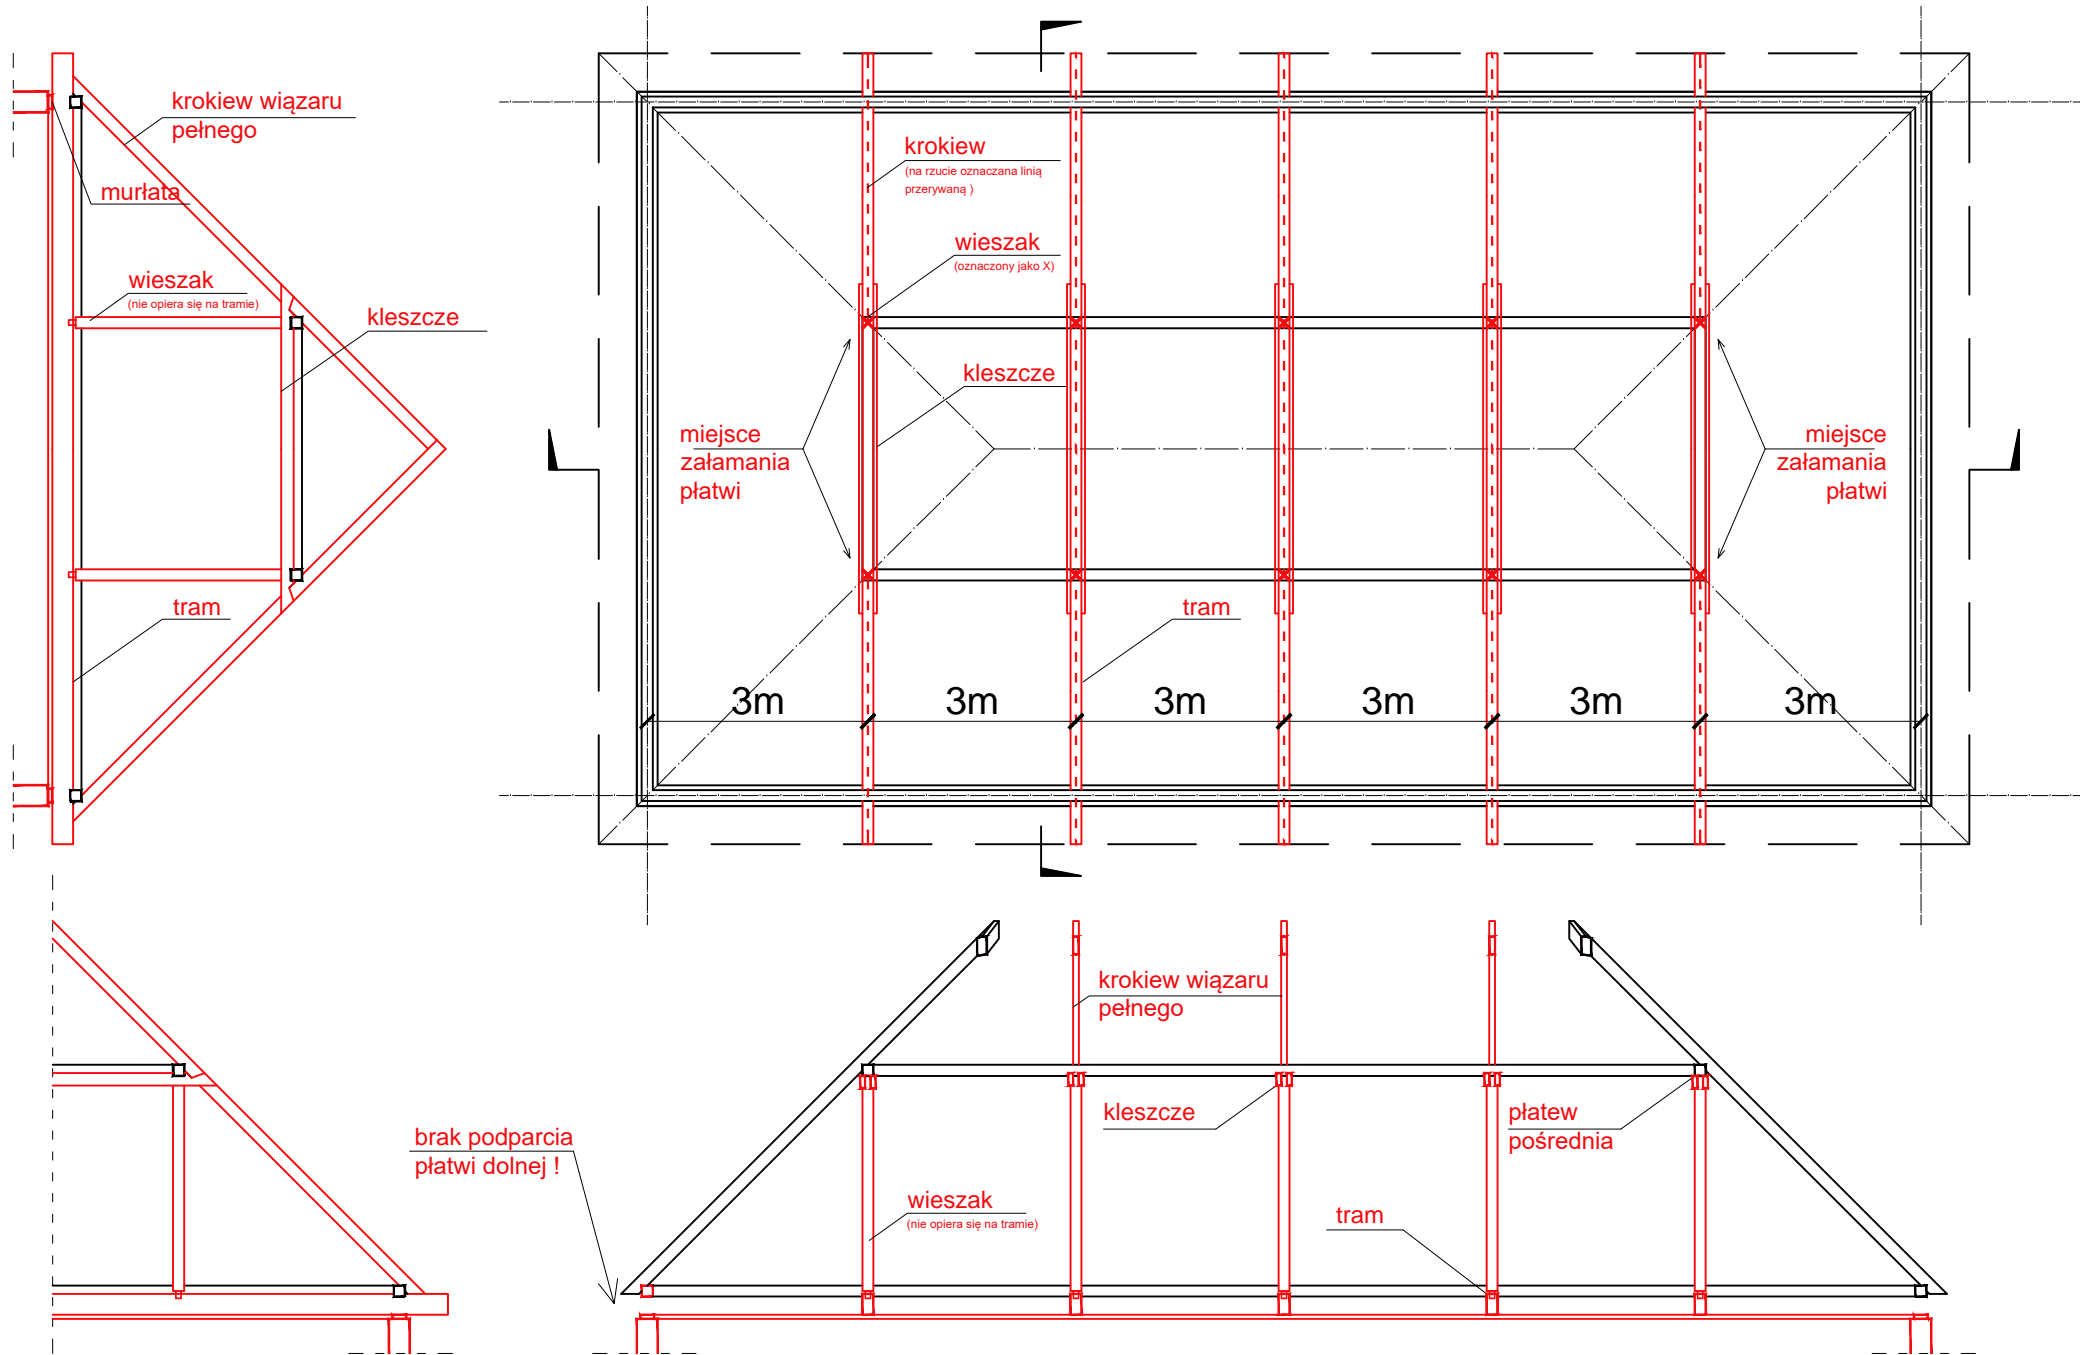 krokiew wiązaru
pełnego
murłata
wieszak
(nie opiera się na tramie)
kleszcze
tram
krokiew
(na rzucie oznaczana linią
przerywaną )
wieszak
(oznaczony jako X)
kleszcze
miejsce
załamania
płatwi
miejsce
załamania
płatwi
tram
3m 3m 3m 3m 3m 3m
krokiew wiązaru
pełnego
kleszcze
płatew
pośrednia
brak podparcia
płatwi dolnej !
wieszak
(nie opiera się na tramie)
tram